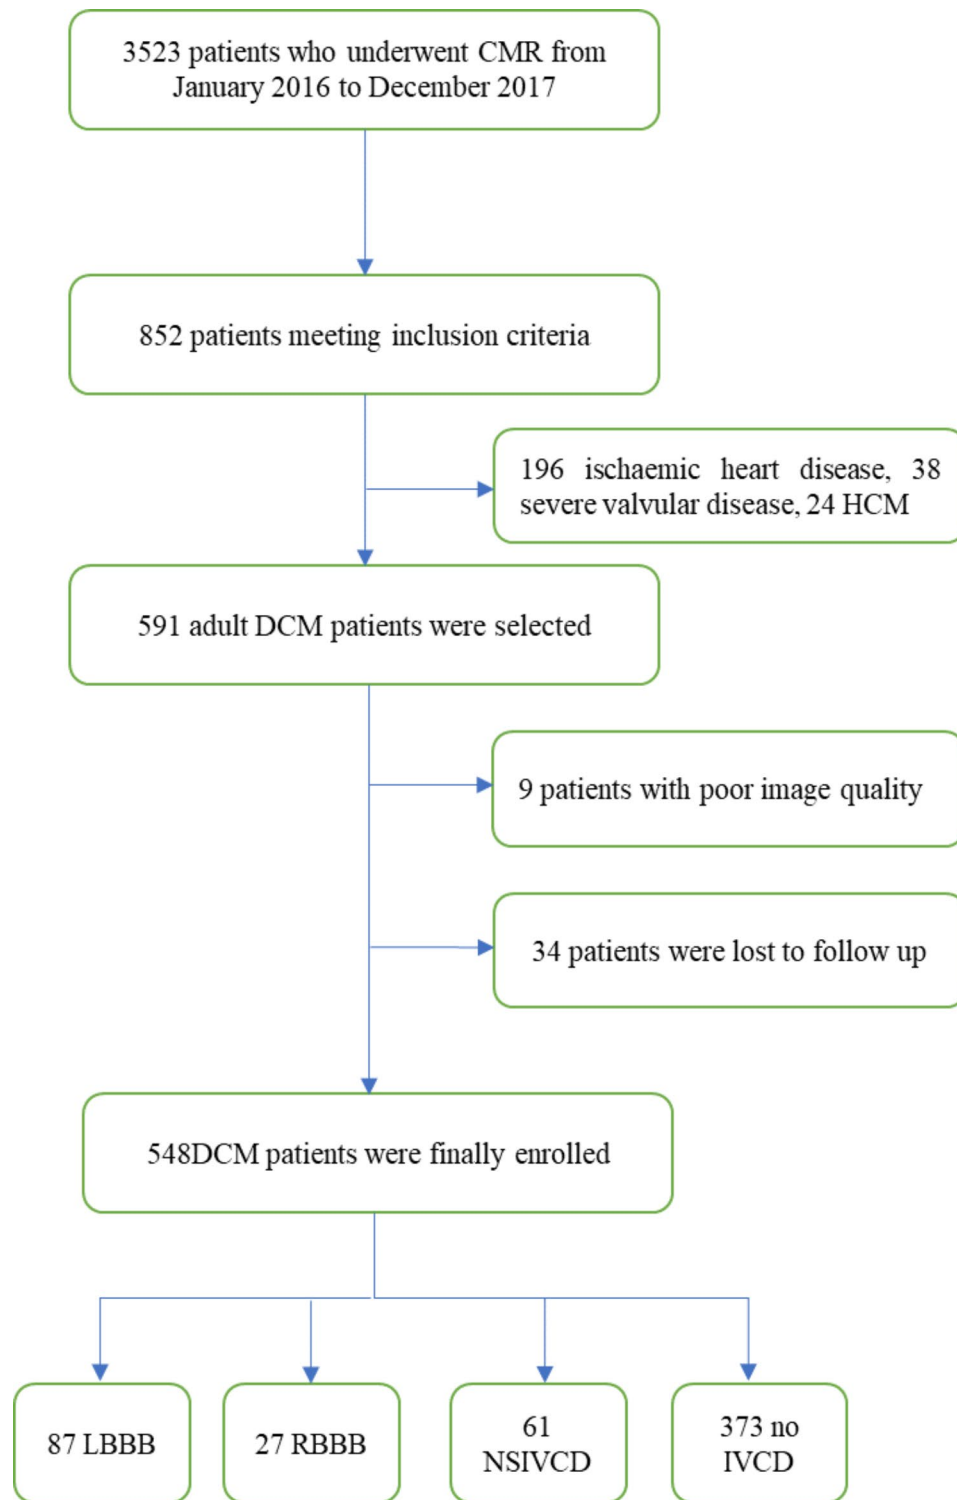 3523 patients who underwent CMR from
January 2016 to December 2017
852 patients meeting inclusion criteria
196 ischaemic heart disease, 38
severe valvular disease, 24 HCM
591 adult DCM patients were selected
9 patients with poor image quality
34 patients were lost to follow up
548DCM patients were finally enrolled
87 LBBB
27 RBBB
61
NSIVCD
373 no
IVCD